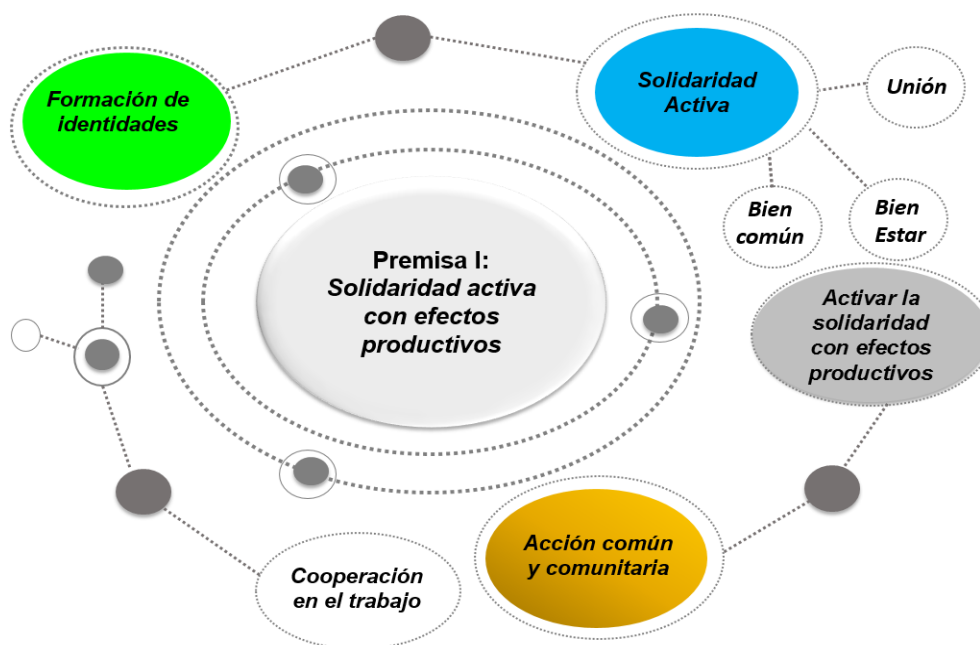 Formación de
identidades
Solidaridad
Activa
Unión
Bien
común
Bien
Estar
Premisa I:
Solidaridad activa
con efectos
productivos
Activar la
solidaridad
con efectos
productivos
Acción común
y comunitaria
Cooperación
en el trabajo